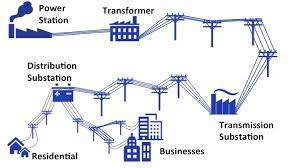 Power
Station
Transformer
Distribution
Substation
Transmission
Substation
Residential
Businesses